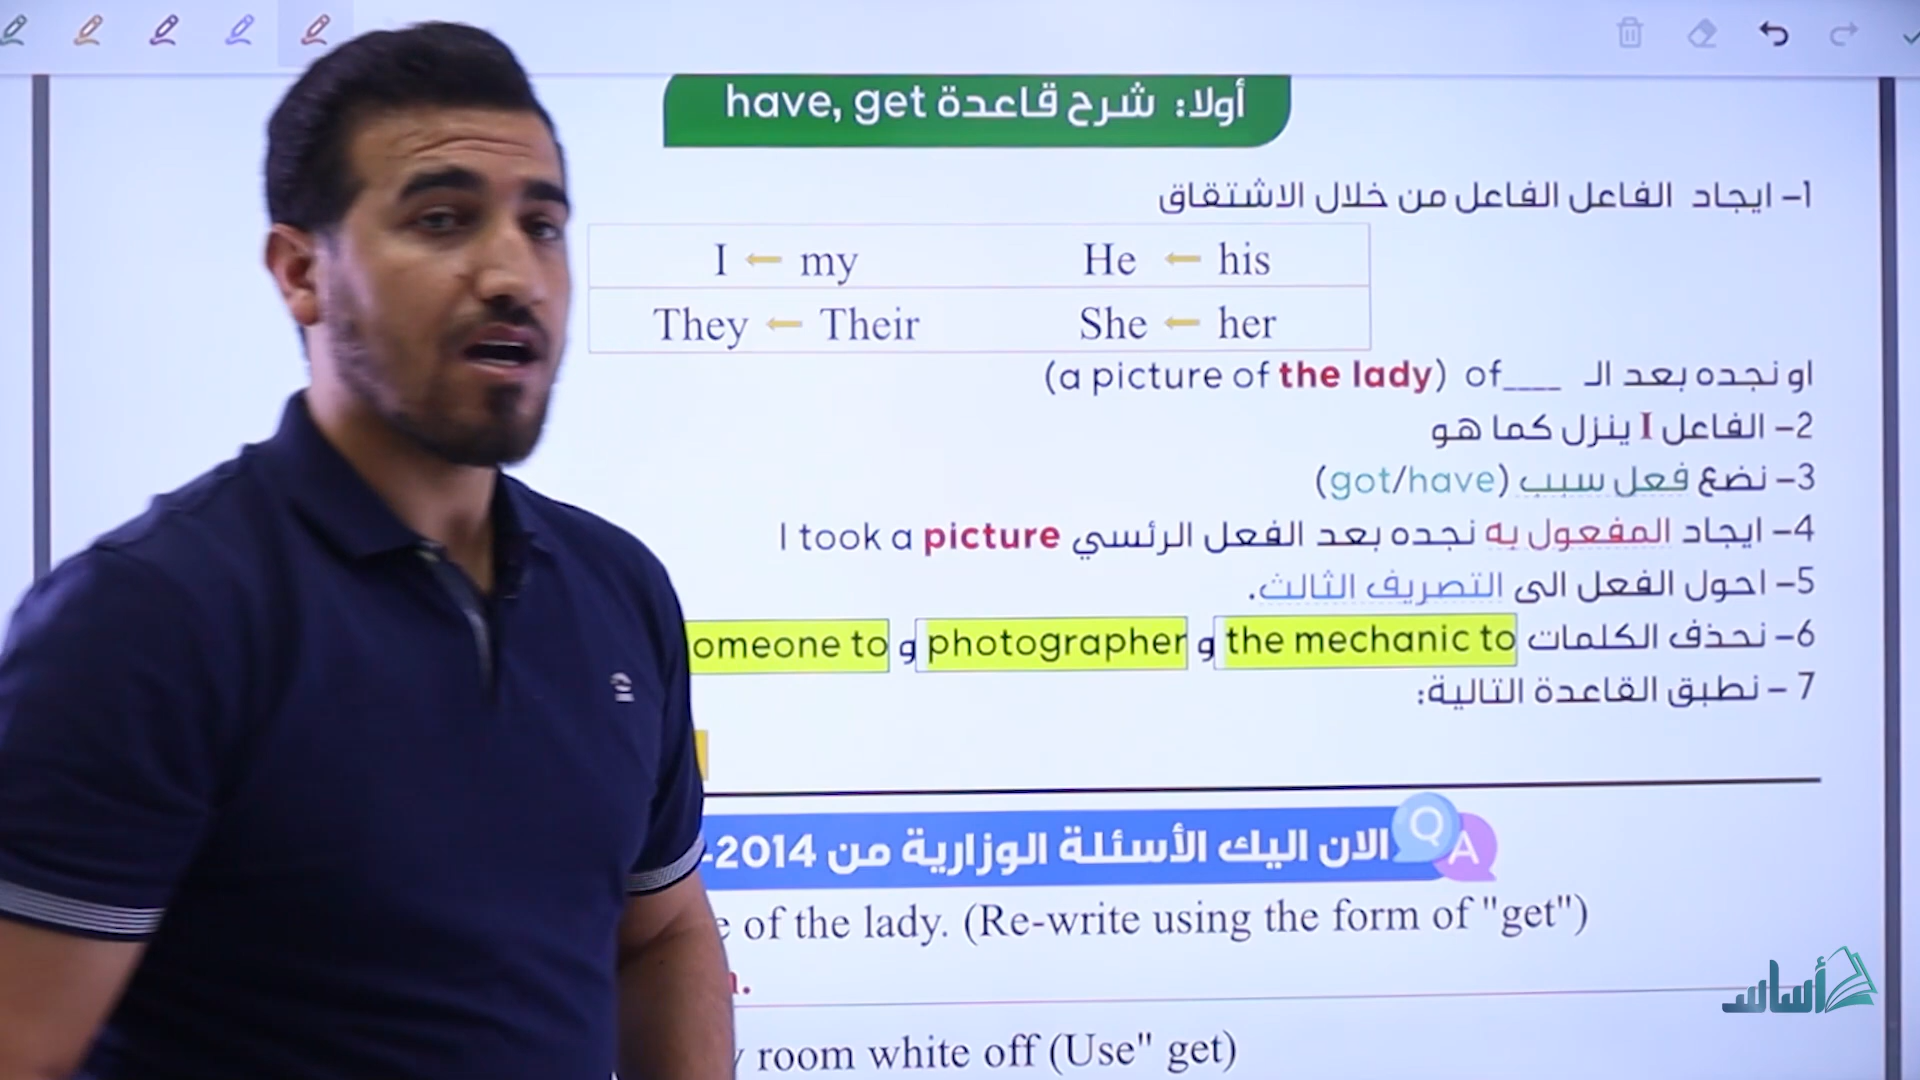 أولا: شرح قاعدة have, get
1- ايجاد الفاعل الفاعل من خلال الاشتقاق
I ← my He ← his
They ← Their She ← her
او نجده بعد الـ ____of (a picture of the lady)
2- الفاعل I ينزل كما هو
3- نضع فعل سبب (got/have)
4- ايجاد المفعول به نجده بعد الفعل الرئسي I took a picture
5- احول الفعل الى التصريف الثالث.
6- نحذف الكلمات the mechanic to و photographer و omeone to
7 - نطبق القاعدة التالية:
الان اليك الأسئلة الوزارية من 2014-
QA
of the lady. (Re-write using the form of "get")
room white off (Use" get)
أساس